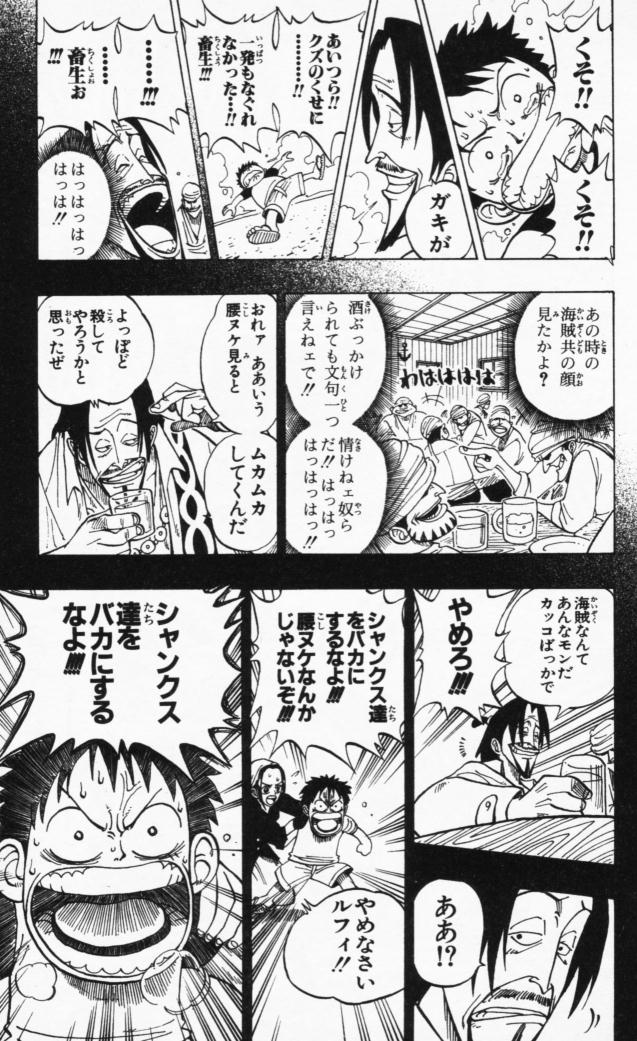 くそ!!
くそ!!
ガキが
あいつら!!
クズのくせに
………!!
一発もなぐれ
なかった…!!
畜生!!
………
………!!!
畜生ぉ
!!!
はっはっはっ
はっは!!
あの時の
海賊共の顔
見たかよ?
わはははは
酒ぶっかけ
られても文句一つ
言えねェで!!
情けねェ奴ら
だ!!はっはっ
はっはっはっ!!
おれァ ああいう
腰ヌケ見ると
ムカムカ
してくんだ
よっぽど
殺して
やろうかと
思ったぜ
海賊なんて
あんなモンだ
カッコばっかで
やめろ!!!
ああ!?
シャンクス達
をバカに
するなよ!!!
腰ヌケなんか
じゃないぞ!!!
やめなさい
ルフィ!!
シャンクス
達を
バカにする
なよ!!!!